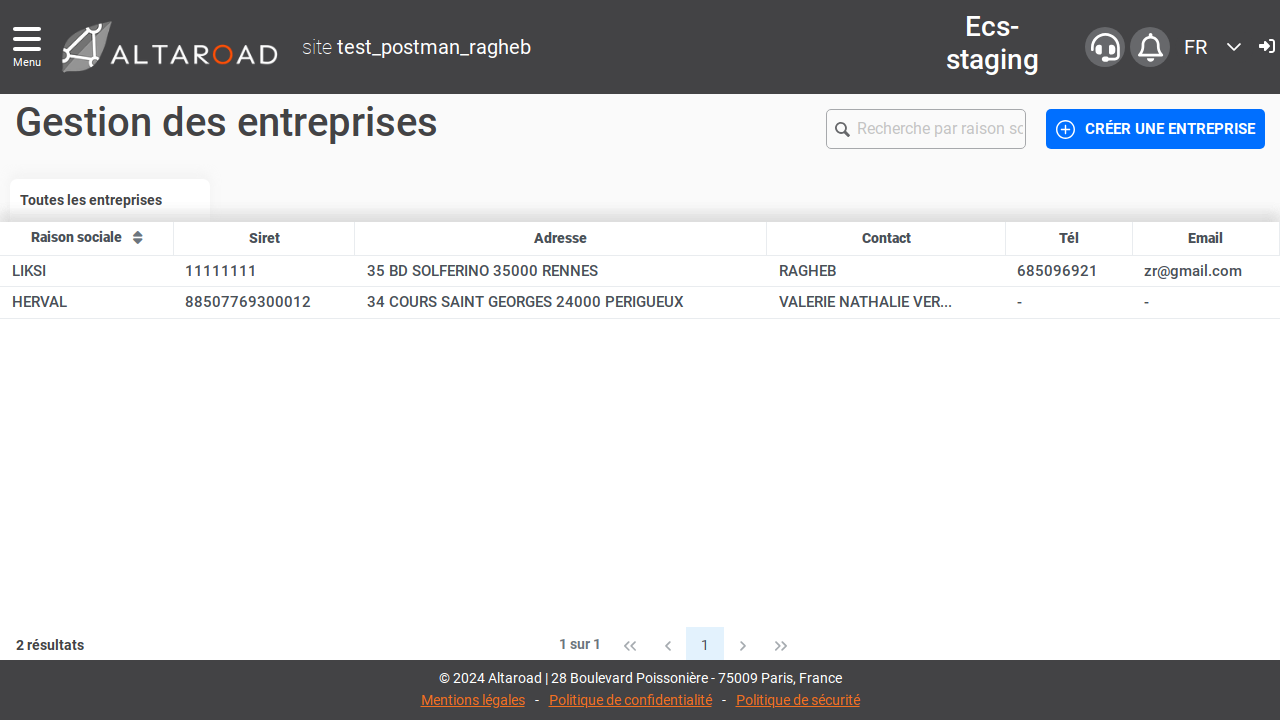 Menu
ALTAROAD
site test_postman_ragheb
Ecs-
staging
FR
Gestion des entreprises
Recherche par raison so
CRÉER UNE ENTREPRISE
Toutes les entreprises
Raison sociale Siret Adresse Contact Tél Email
LIKSI 11111111 35 BD SOLFERINO 35000 RENNES RAGHEB 685096921 zr@gmail.com
HERVAL 88507769300012 34 COURS SAINT GEORGES 24000 PERIGUEUX VALERIE NATHALIE VER... - -
2 résultats
1 sur 1
1
© 2024 Altaroad | 28 Boulevard Poissonière - 75009 Paris, France
Mentions légales - Politique de confidentialité - Politique de sécurité